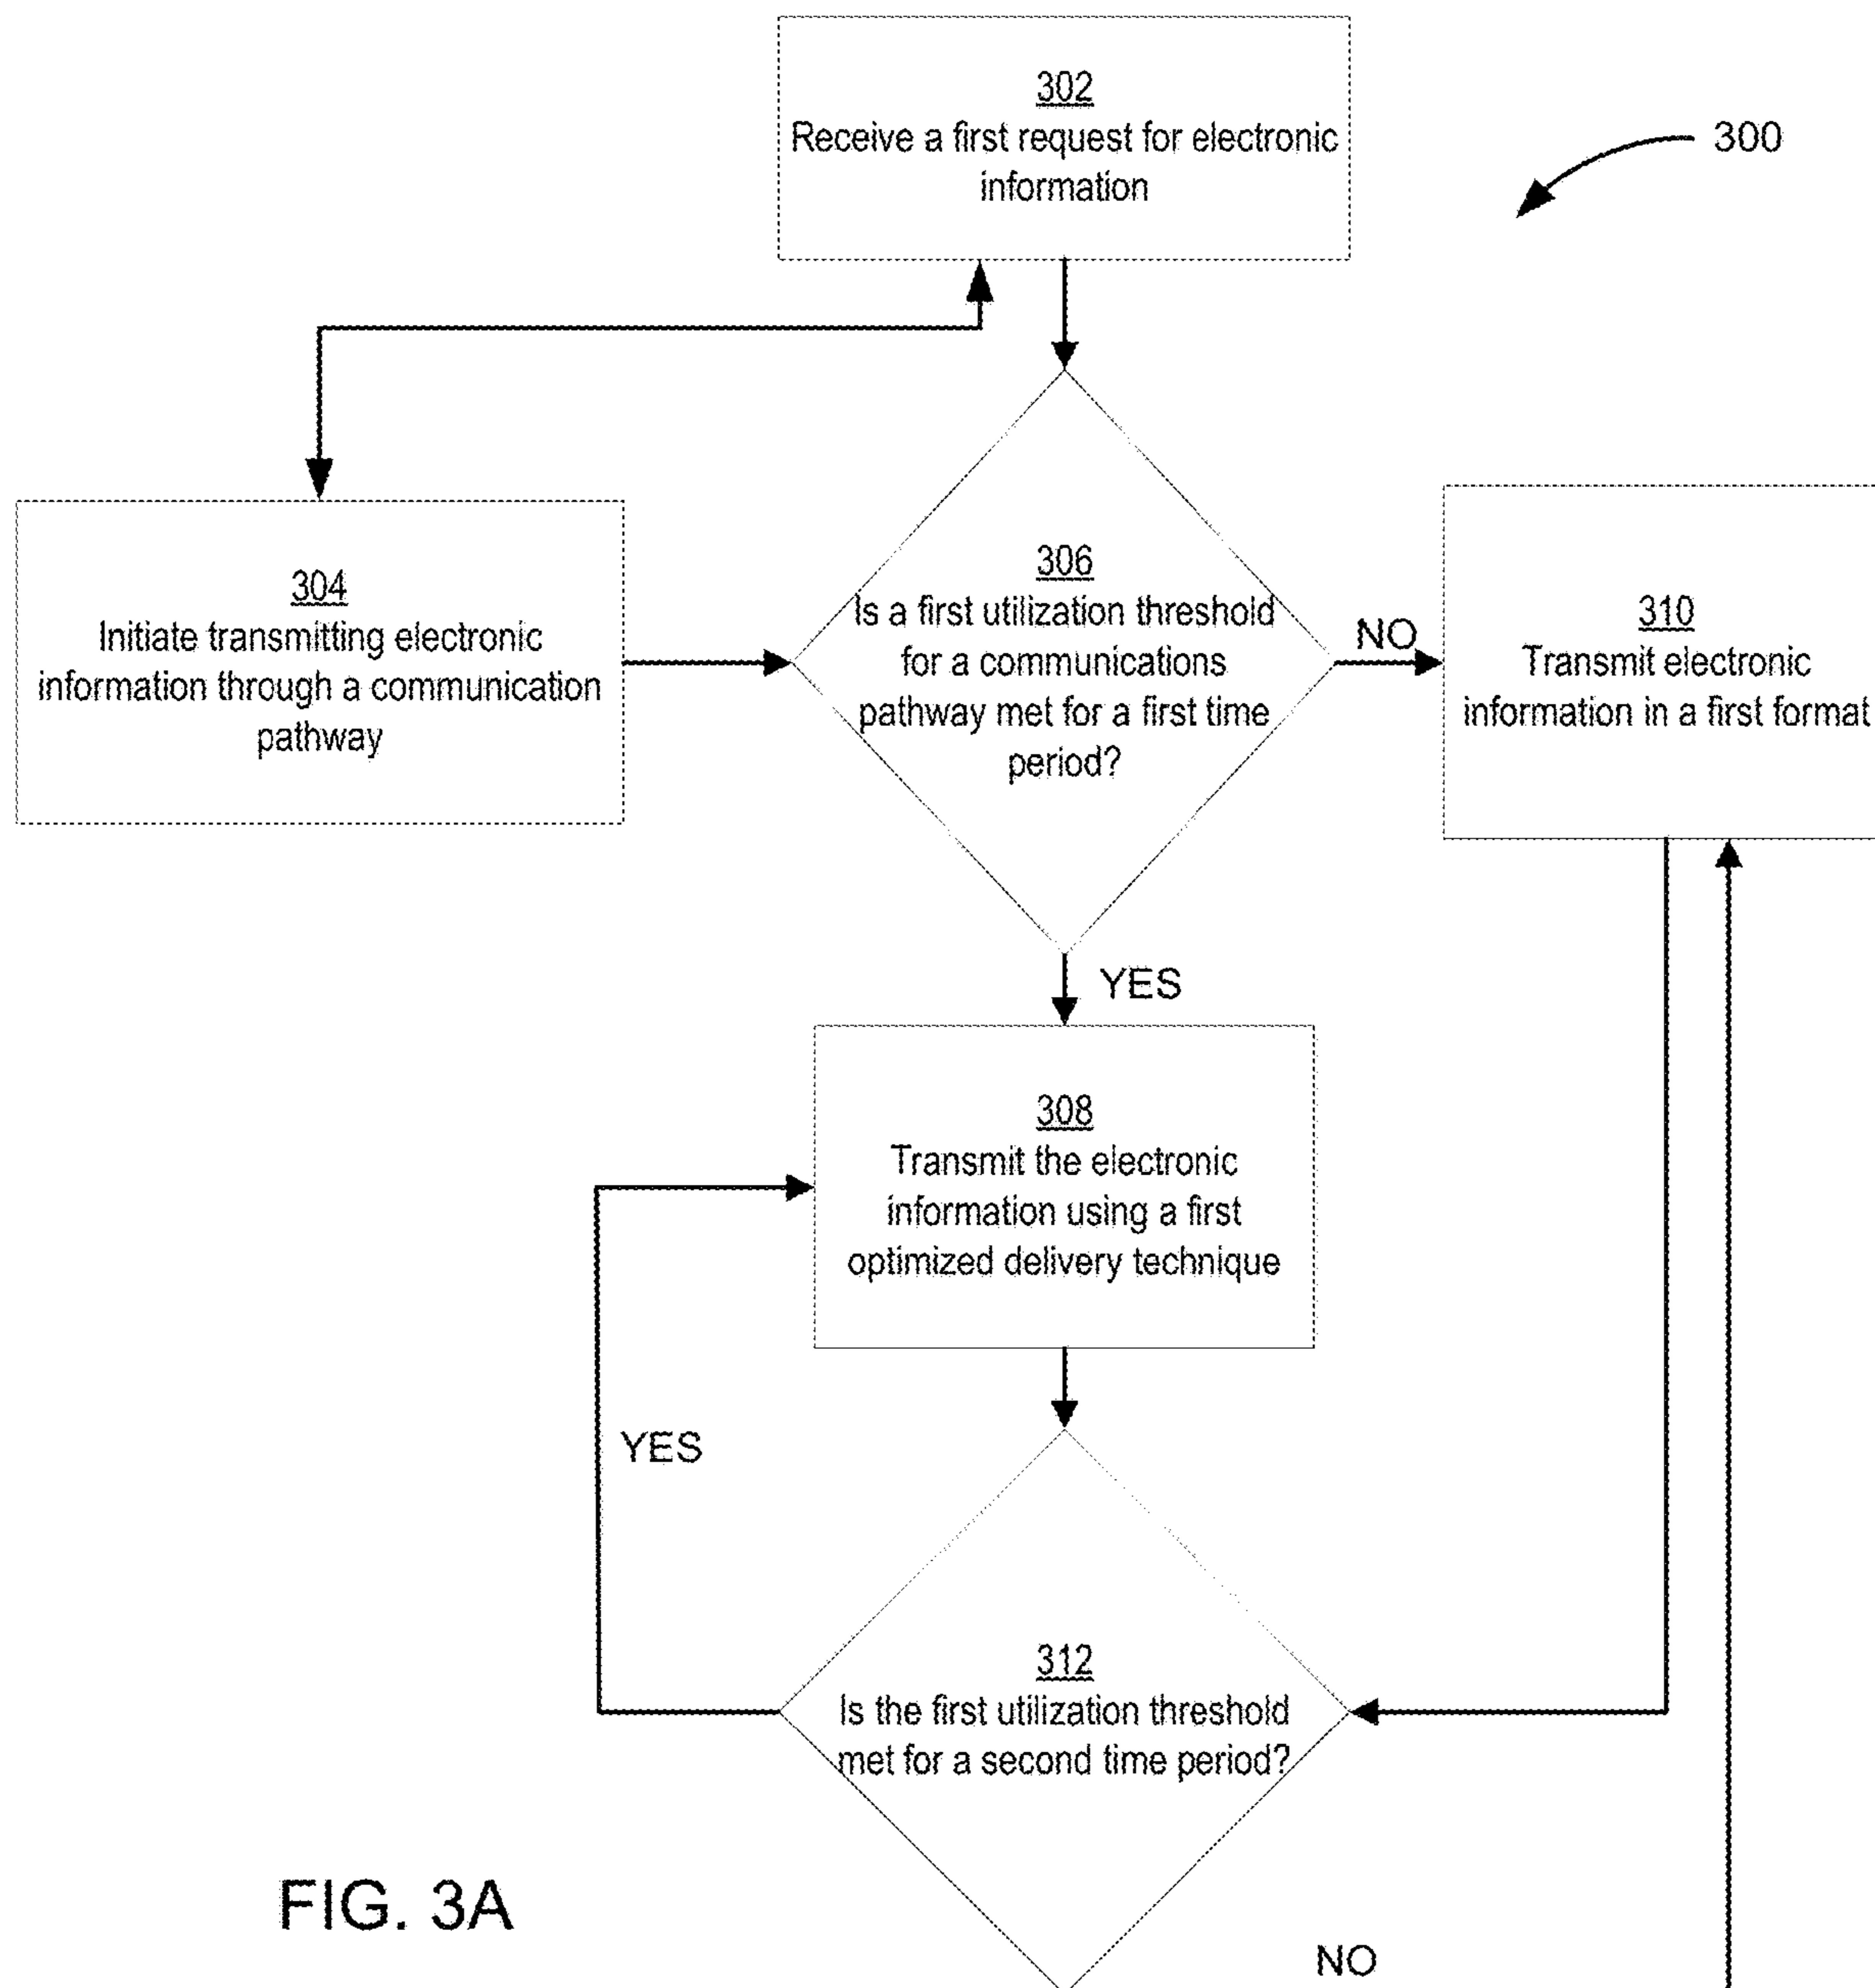 302
Receive a first request for electronic
information
300
304
Initiate transmitting electronic
information through a communication
pathway
306
Is a first utilization threshold
for a communications
pathway met for a first time
period?
NO
310
Transmit electronic
information in a first format
YES
308
Transmit the electronic
information using a first
optimized delivery technique
YES
312
Is the first utilization threshold
met for a second time period?
FIG. 3A
NO